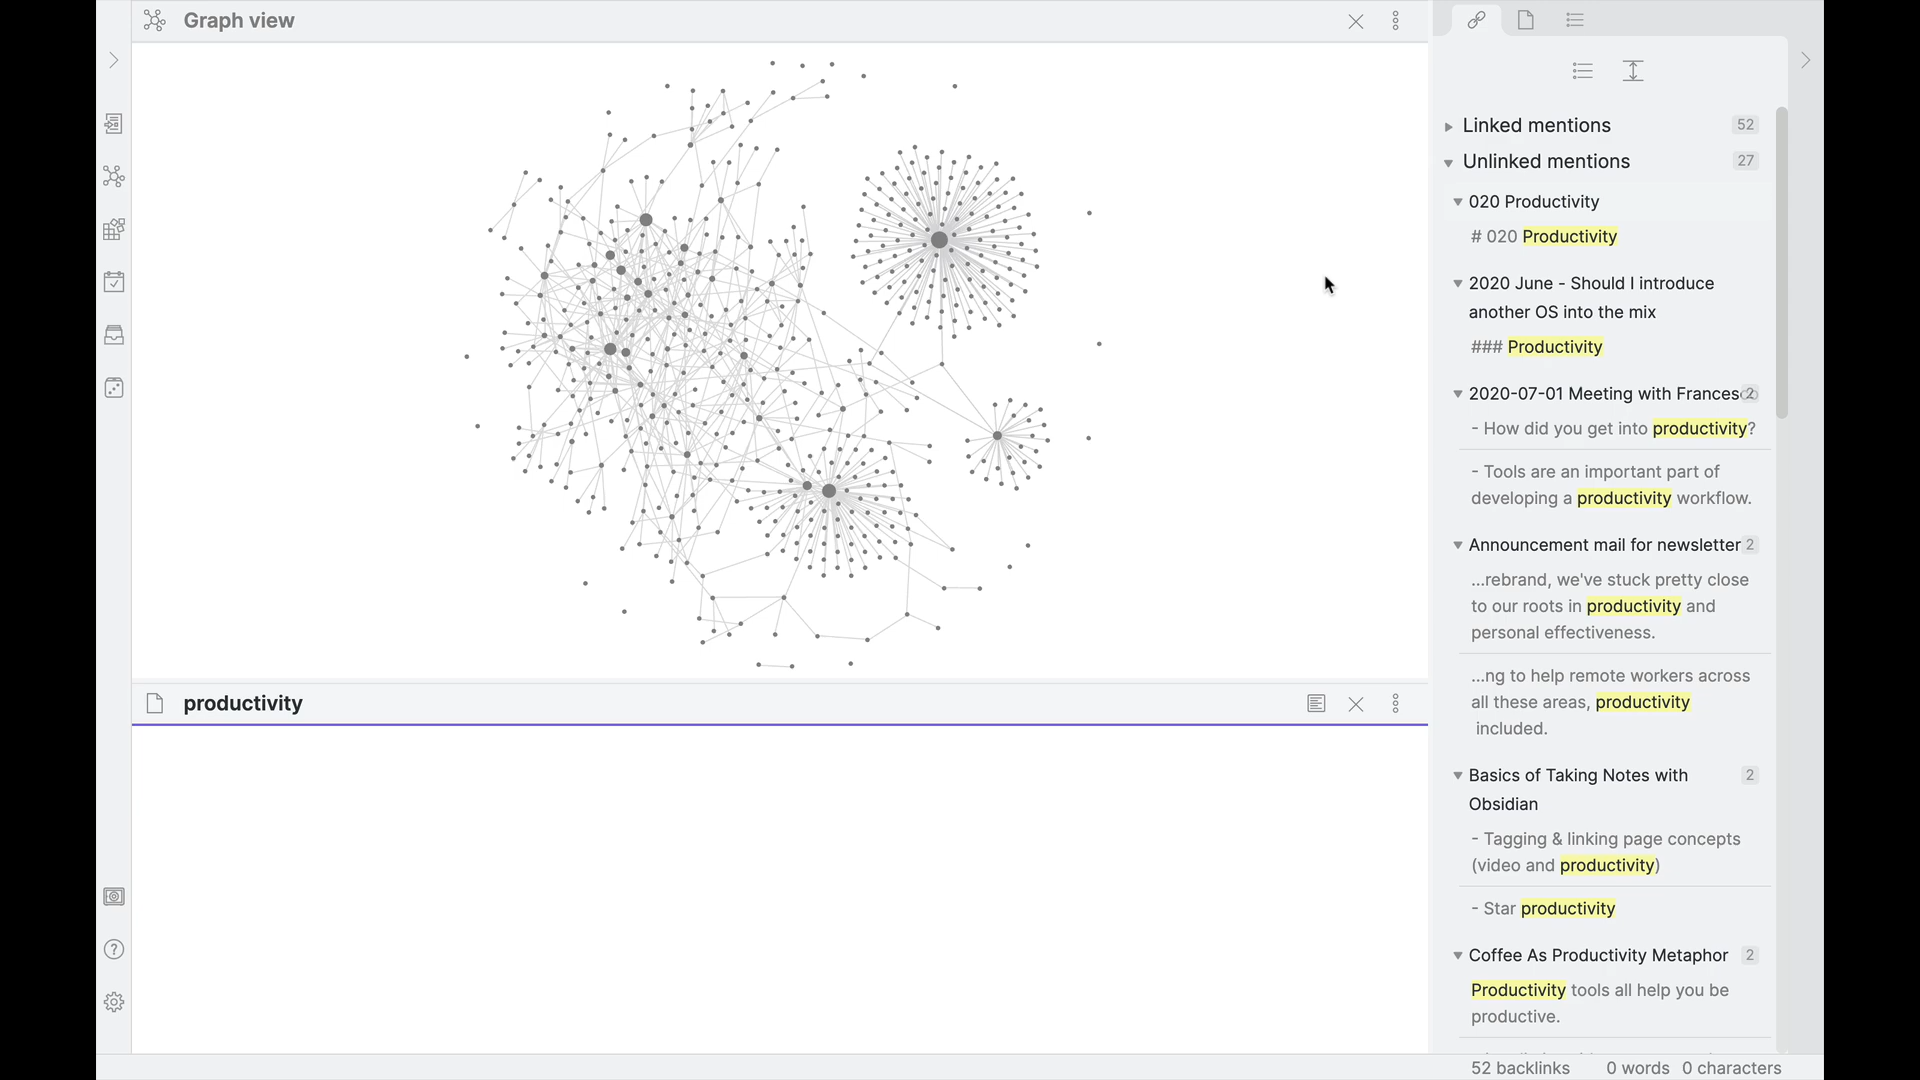 Graph view
productivity
Linked mentions 52
Unlinked mentions 27
020 Productivity
# 020 Productivity
2020 June - Should I introduce
another OS into the mix
### Productivity
2020-07-01 Meeting with Francesco 2
- How did you get into productivity?
- Tools are an important part of
developing a productivity workflow.
Announcement mail for newsletter 2
...rebrand, we've stuck pretty close
to our roots in productivity and
personal effectiveness.
...ng to help remote workers across
all these areas, productivity
included.
Basics of Taking Notes with 2
Obsidian
- Tagging & linking page concepts
(video and productivity)
- Star productivity
Coffee As Productivity Metaphor 2
Productivity tools all help you be
productive.
52 backlinks 0 words 0 characters